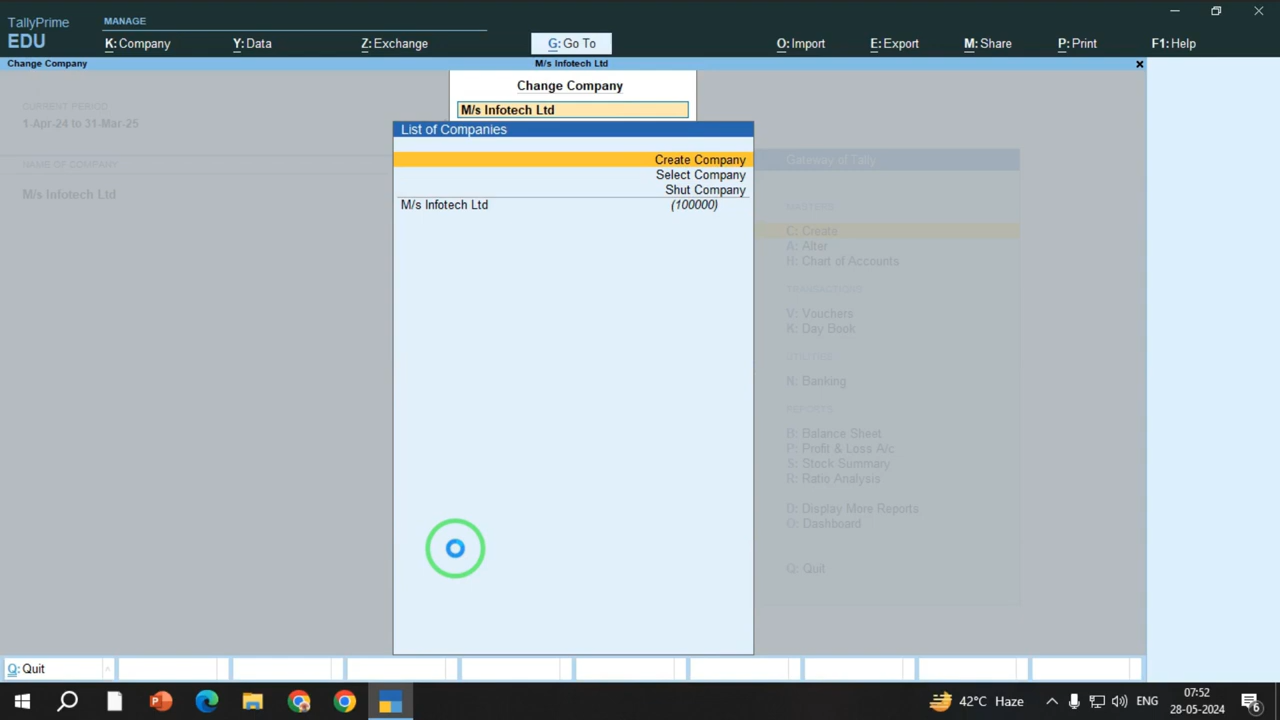 TallyPrime
EDU
MANAGE
K: Company
Y: Data
Z: Exchange
G: Go To
O: Import
E: Export
M: Share
P: Print
F1: Help
Change Company
M/s Infotech Ltd
Change Company
M/s Infotech Ltd
List of Companies
Create Company
Select Company
Shut Company
M/s Infotech Ltd (100000)
CURRENT PERIOD
1-Apr-24 to 31-Mar-25
NAME OF COMPANY
M/s Infotech Ltd
Gateway of Tally
MASTERS
C: Create
A: Alter
H: Chart of Accounts
TRANSACTIONS
V: Vouchers
K: Day Book
UTILITIES
N: Banking
REPORTS
B: Balance Sheet
P: Profit & Loss A/c
S: Stock Summary
R: Ratio Analysis
D: Display More Reports
O: Dashboard
Q: Quit
Q: Quit
42°C Haze
ENG
07:52
28-05-2024
6